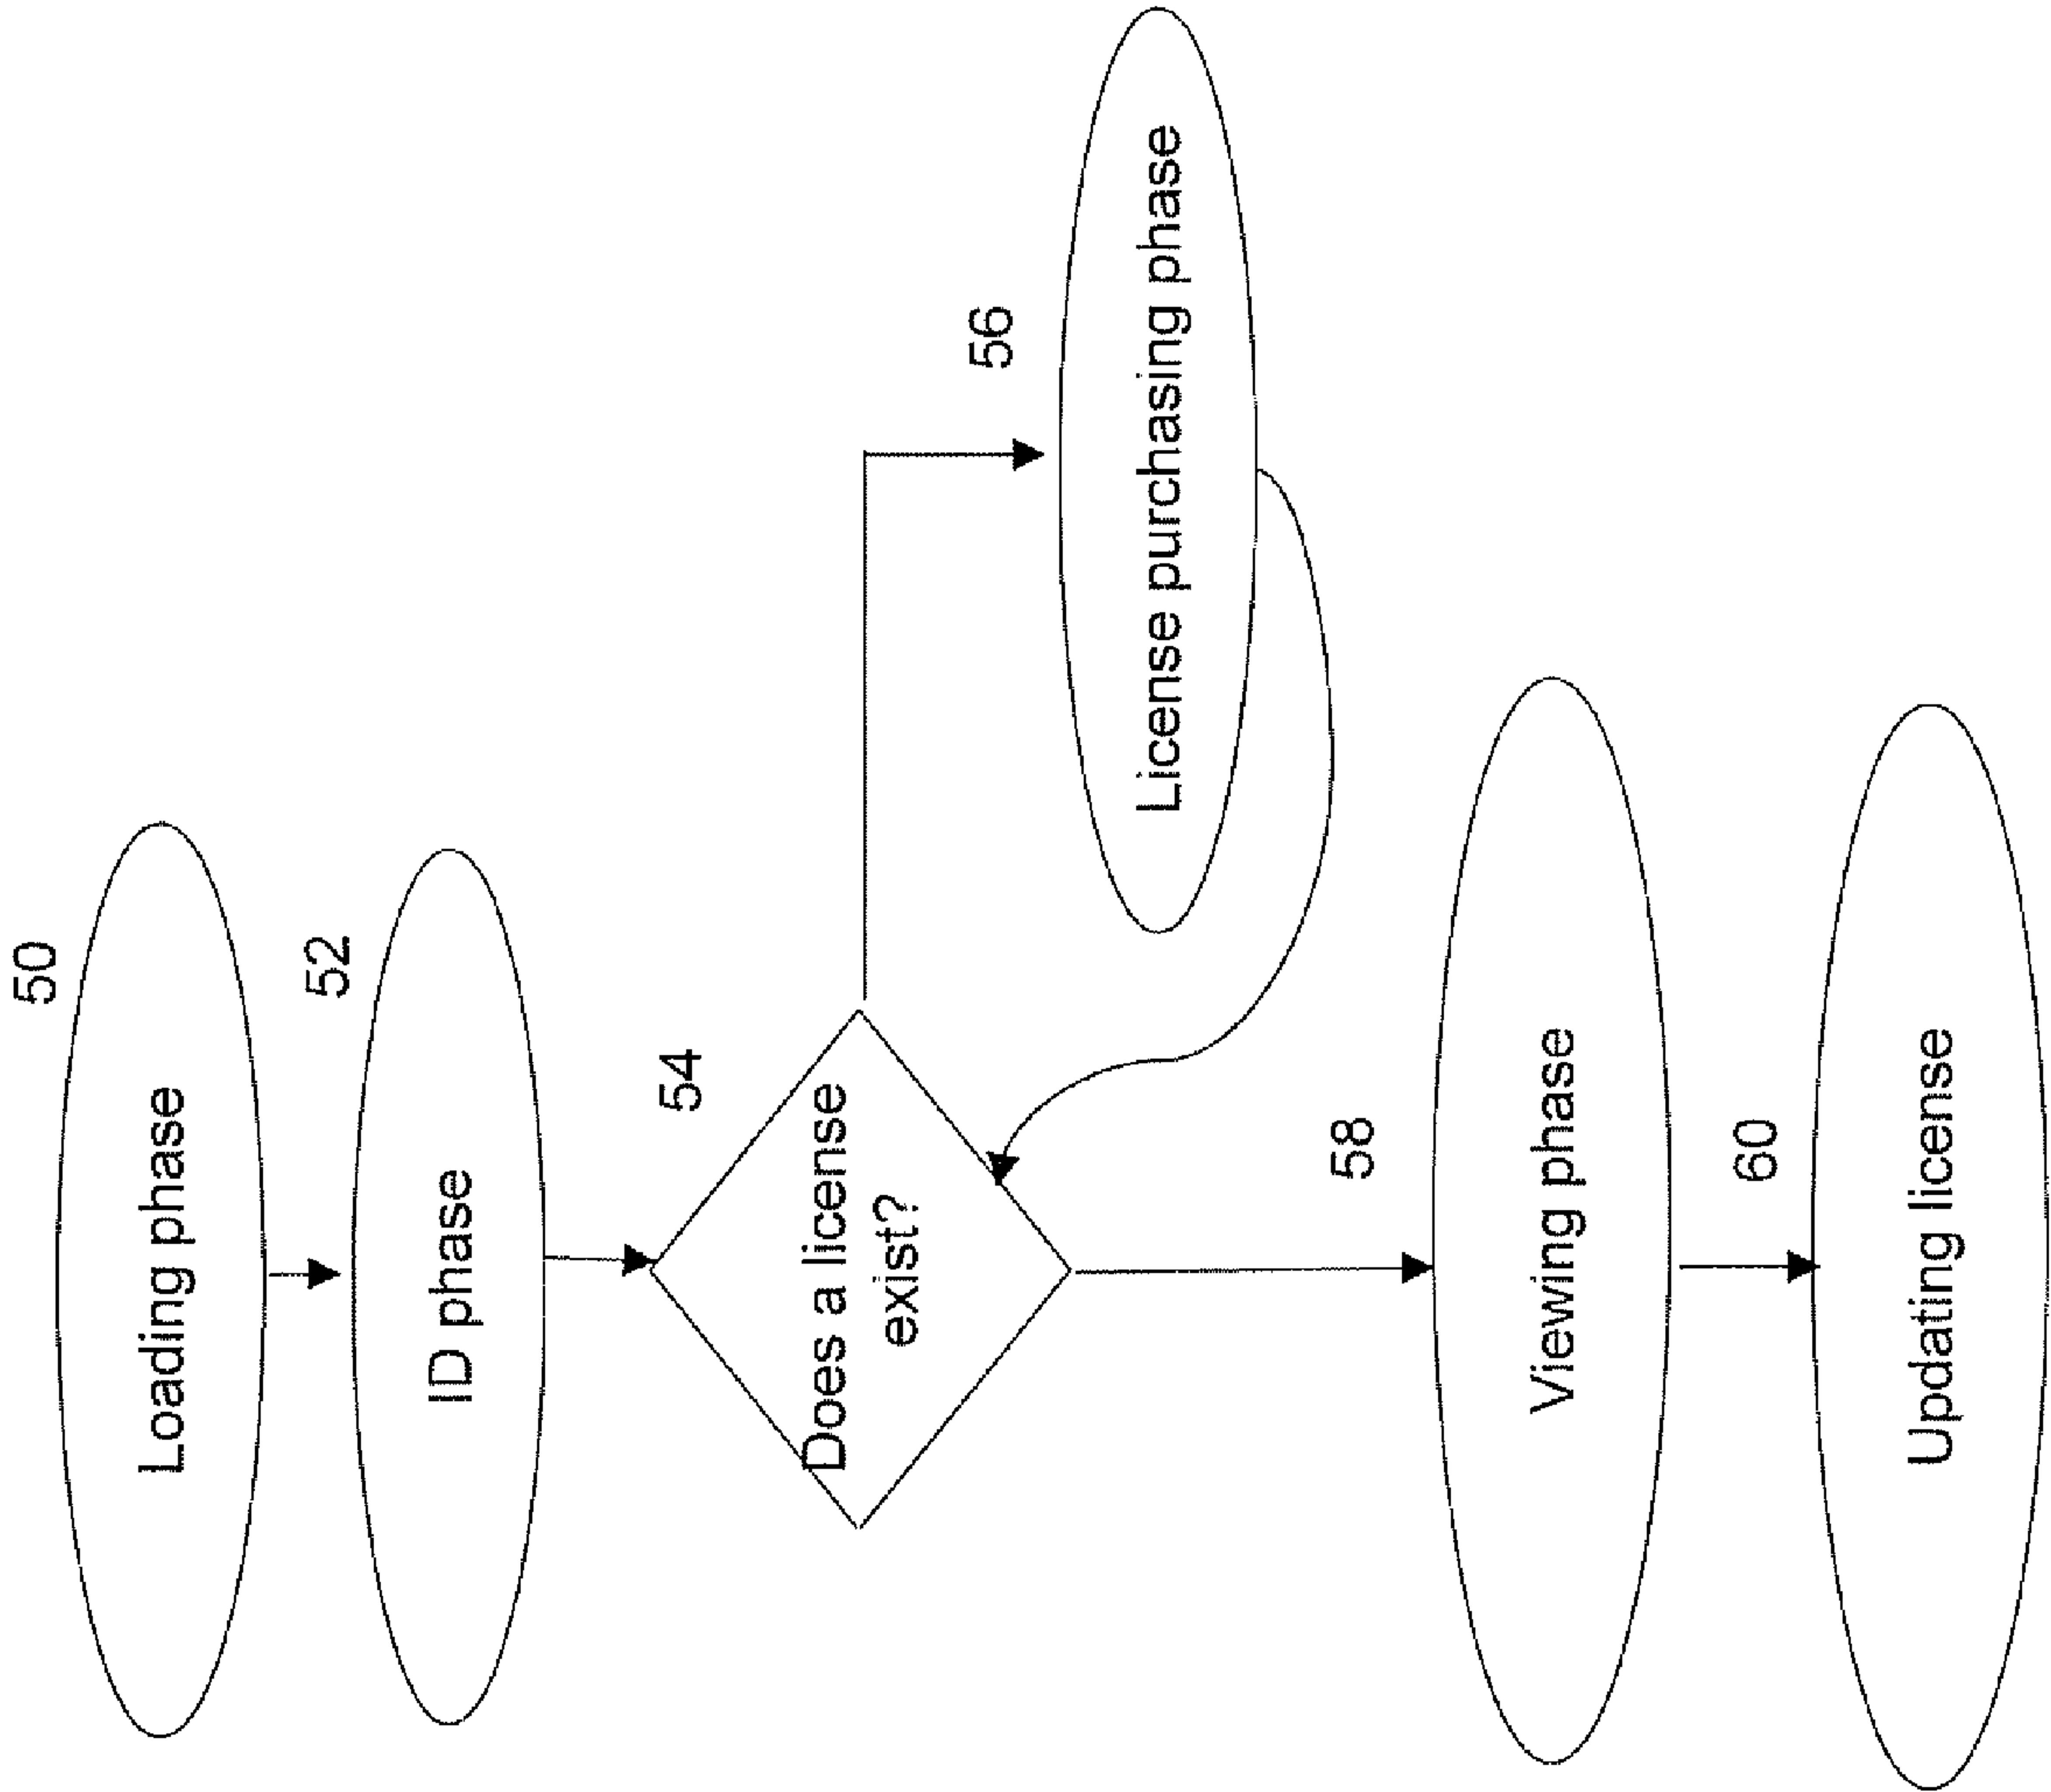 50
Loading phase
52
ID phase
54
Does a license
exist?
56
License purchasing phase
58
Viewing phase
60
Updating license